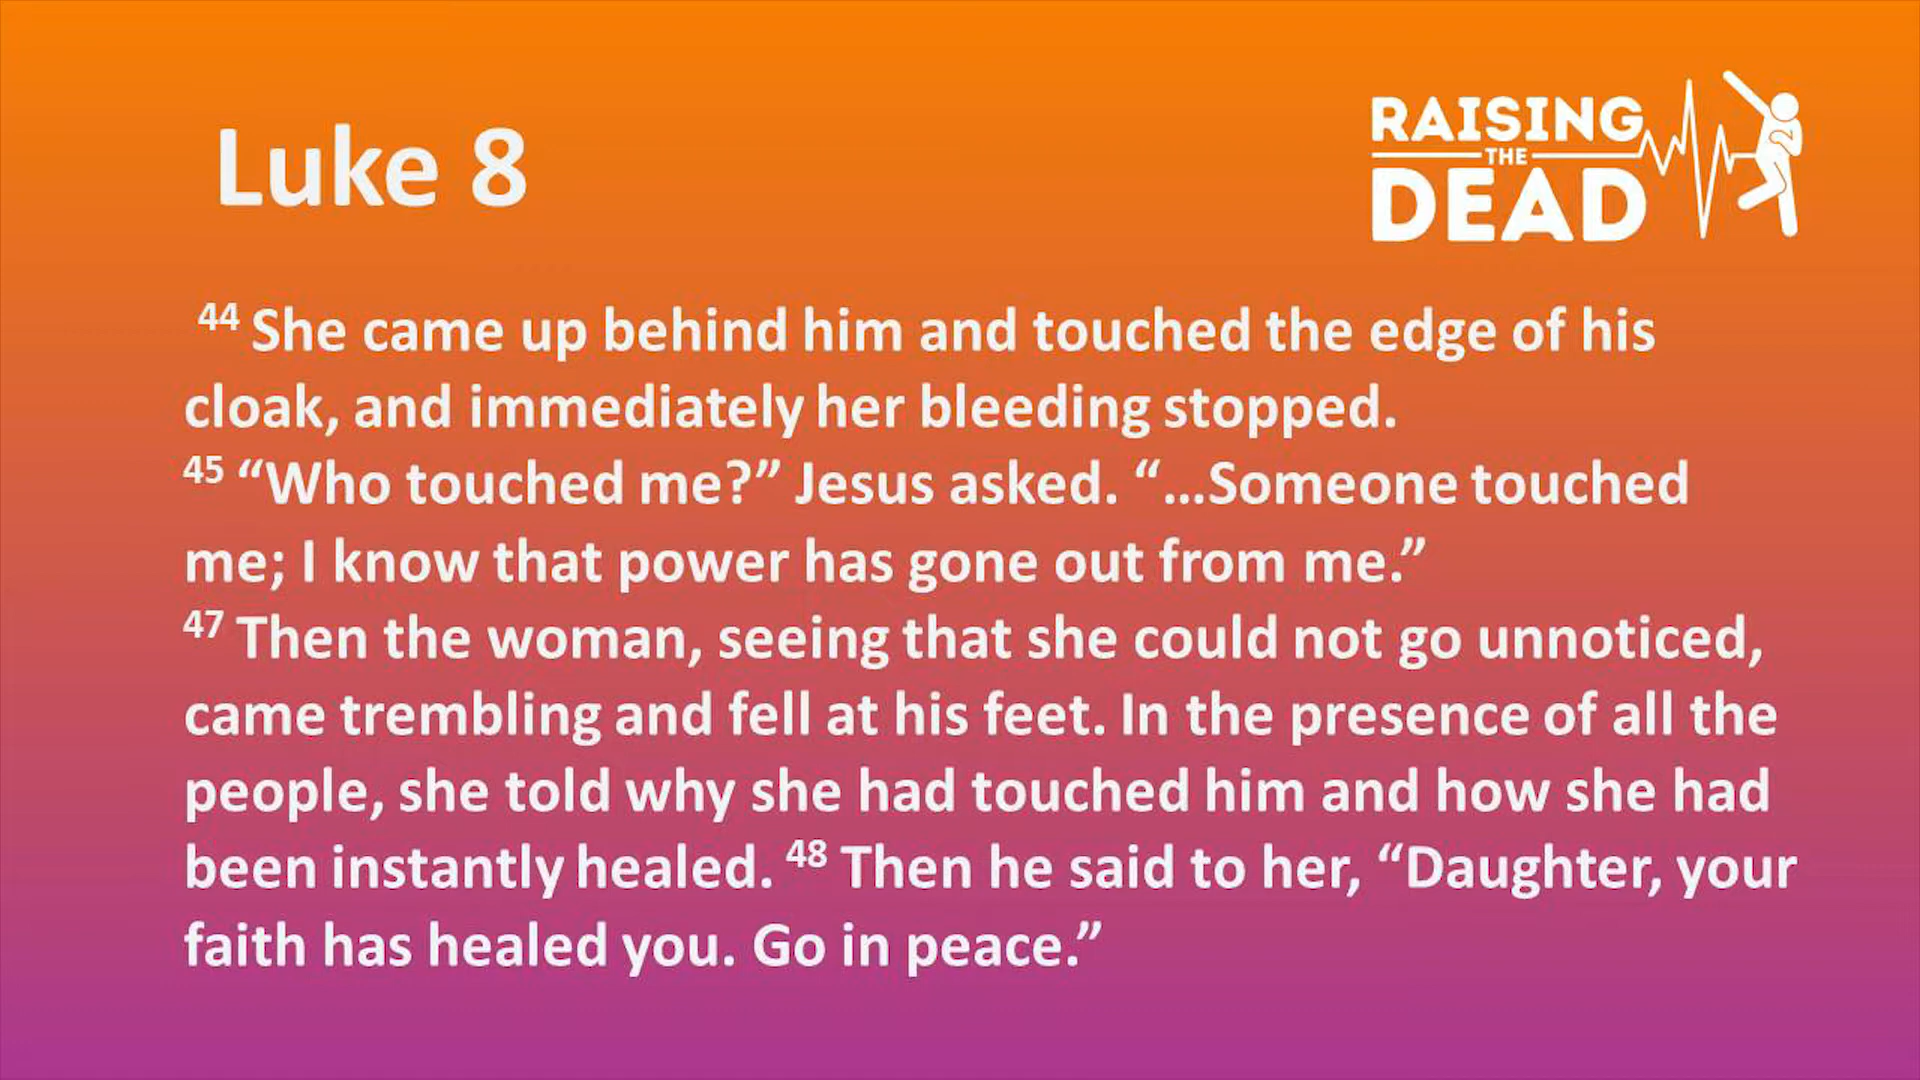 Luke 8
RAISING
THE
DEAD
44 She came up behind him and touched the edge of his
cloak, and immediately her bleeding stopped.
45 “Who touched me?” Jesus asked. “…Someone touched
me; I know that power has gone out from me.”
47 Then the woman, seeing that she could not go unnoticed,
came trembling and fell at his feet. In the presence of all the
people, she told why she had touched him and how she had
been instantly healed. 48 Then he said to her, “Daughter, your
faith has healed you. Go in peace.”